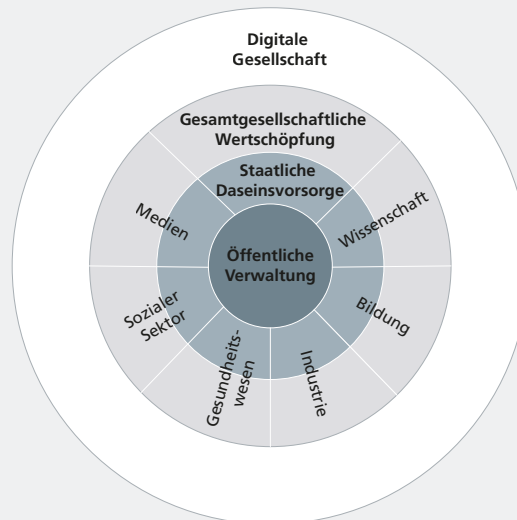 Digitale
Gesellschaft
Gesamtgesellschaftliche
Wertschöpfung
Staatliche
Daseinsvorsorge
Medien
Wissenschaft
Öffentliche
Verwaltung
Sozialer
Sektor
Bildung
Gesundheits-
wesen
Industrie